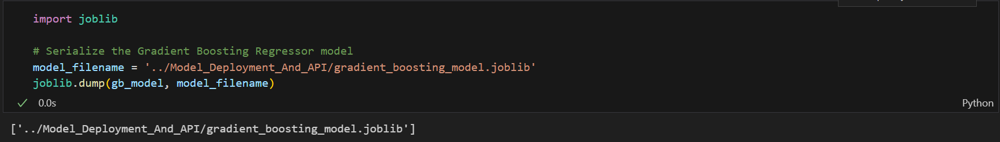 import joblib
# Serialize the Gradient Boosting Regressor model
model_filename = '../Model_Deployment_And_API/gradient_boosting_model.joblib'
joblib.dump(gb_model, model_filename)
0.0s
Python
['../Model_Deployment_And_API/gradient_boosting_model.joblib']